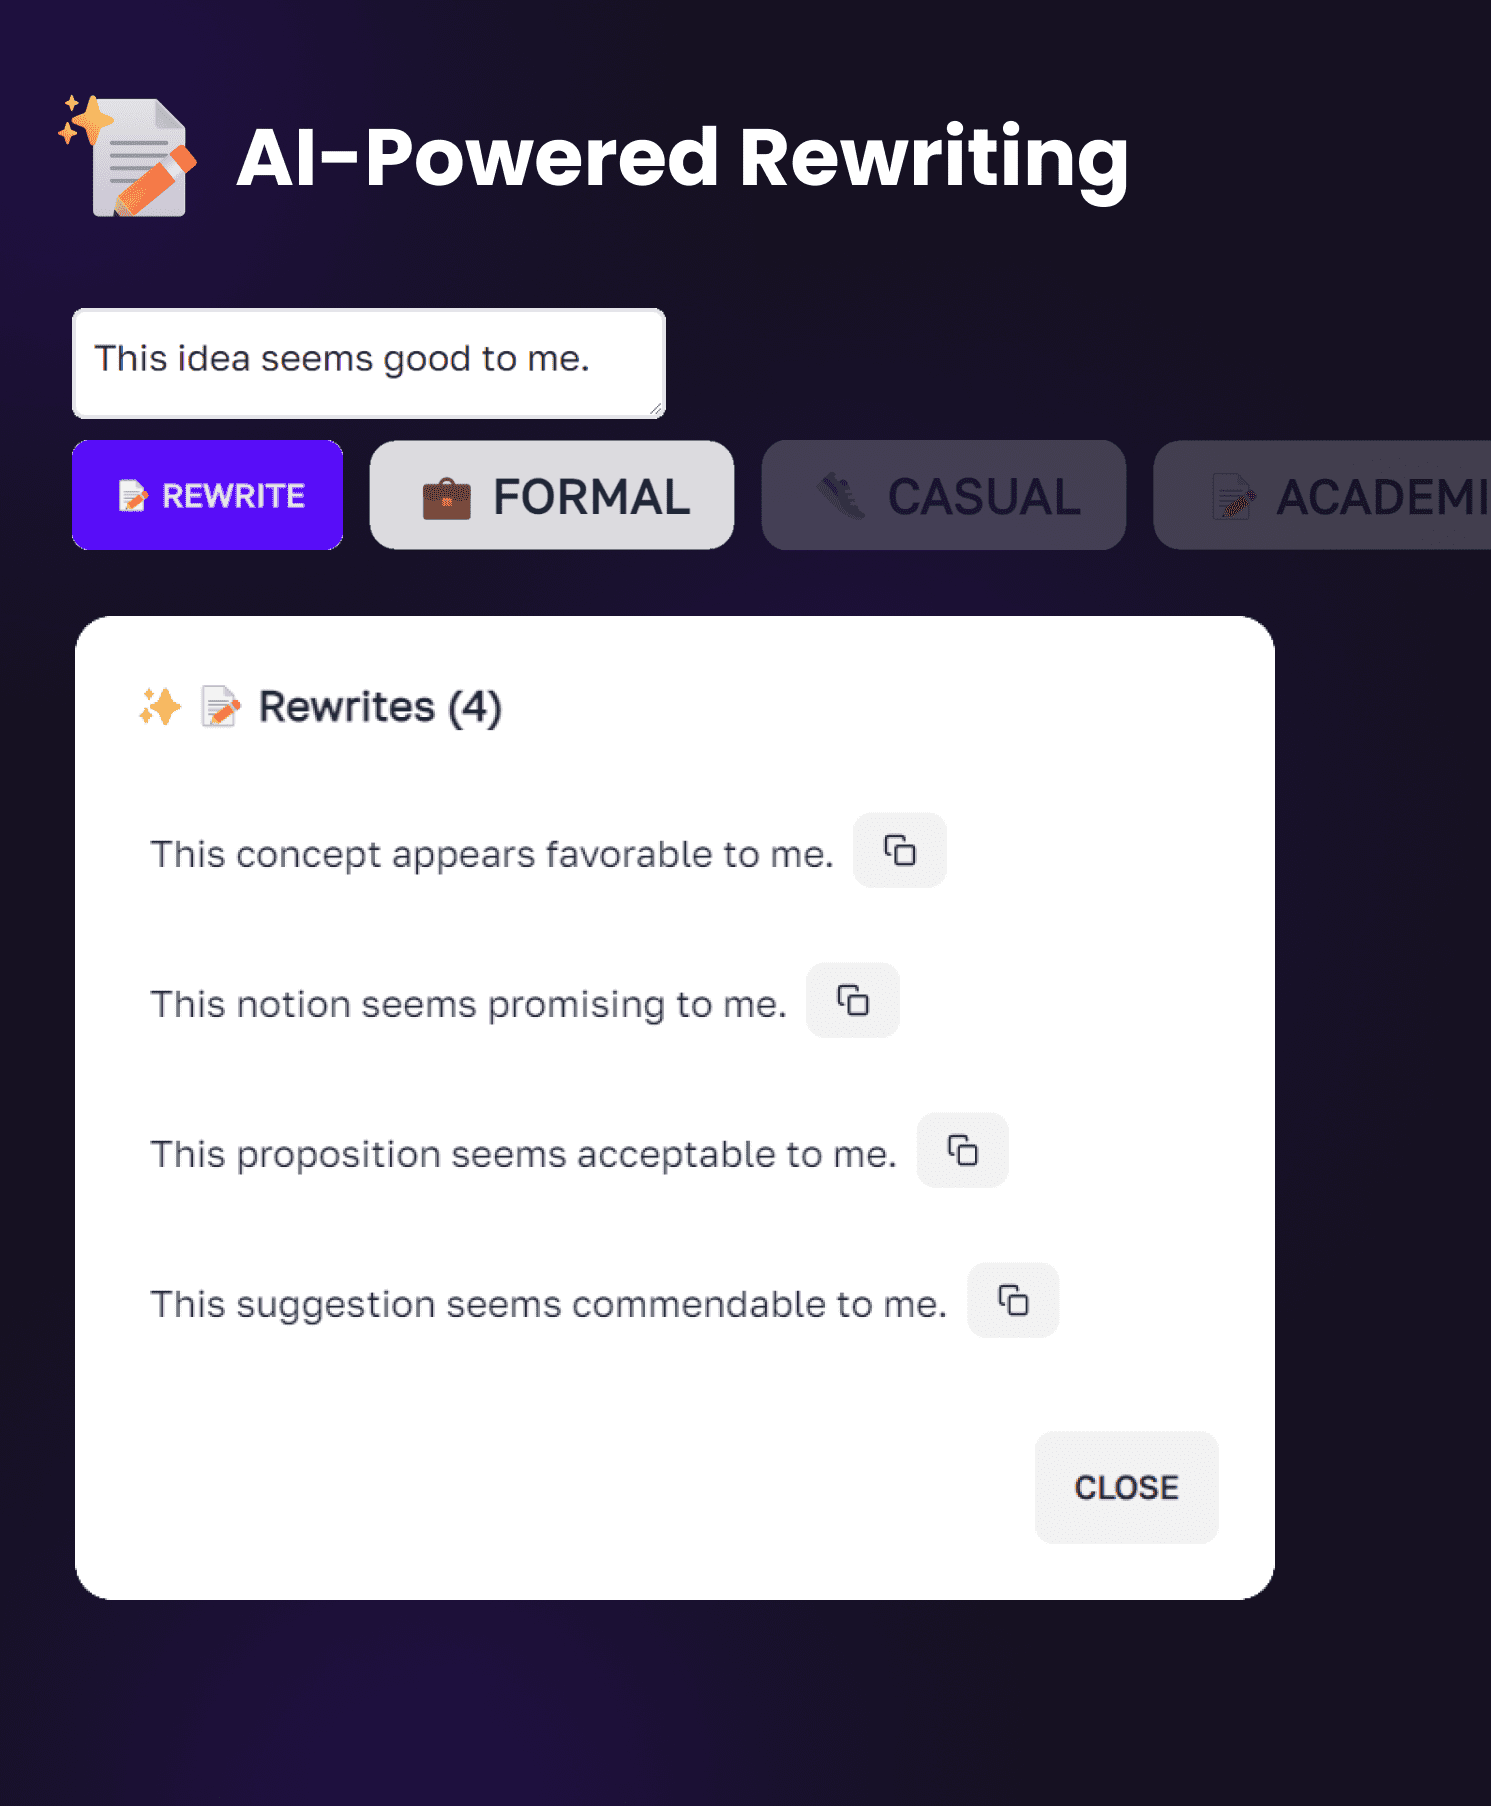 AI-Powered Rewriting
This idea seems good to me.
REWRITE FORMAL CASUAL ACADEMI
Rewrites (4)
This concept appears favorable to me.
This notion seems promising to me.
This proposition seems acceptable to me.
This suggestion seems commendable to me.
CLOSE